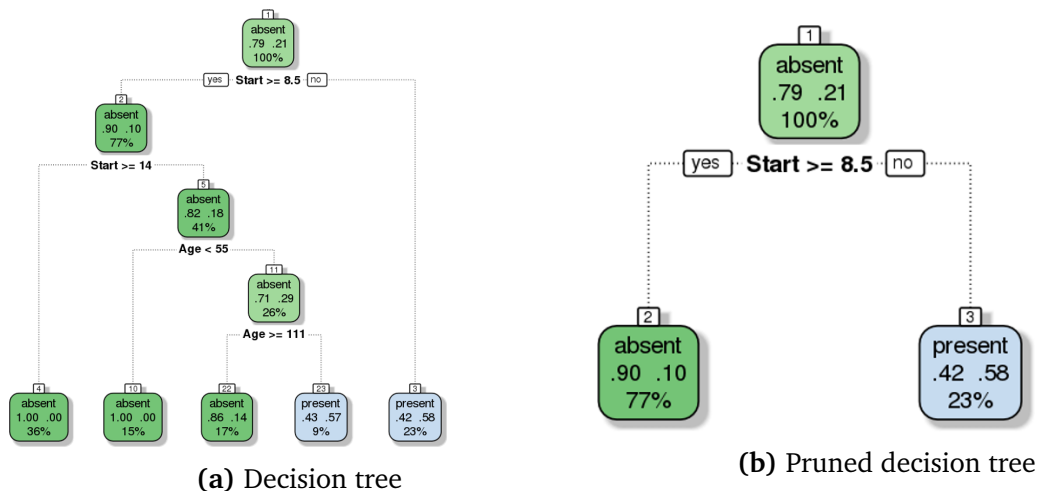 1
absent
.79 .21
100%
yes Start >= 8.5 no
2
absent
.90 .10
77%
Start >= 14
5
absent
.82 .18
41%
Age < 55
11
absent
.71 .29
26%
Age >= 111
4
absent
1.00 .00
36%
10
absent
1.00 .00
15%
22
absent
.86 .14
17%
23
present
.43 .57
9%
3
present
.42 .58
23%
(a) Decision tree
1
absent
.79 .21
100%
yes Start >= 8.5 no
2
absent
.90 .10
77%
3
present
.42 .58
23%
(b) Pruned decision tree